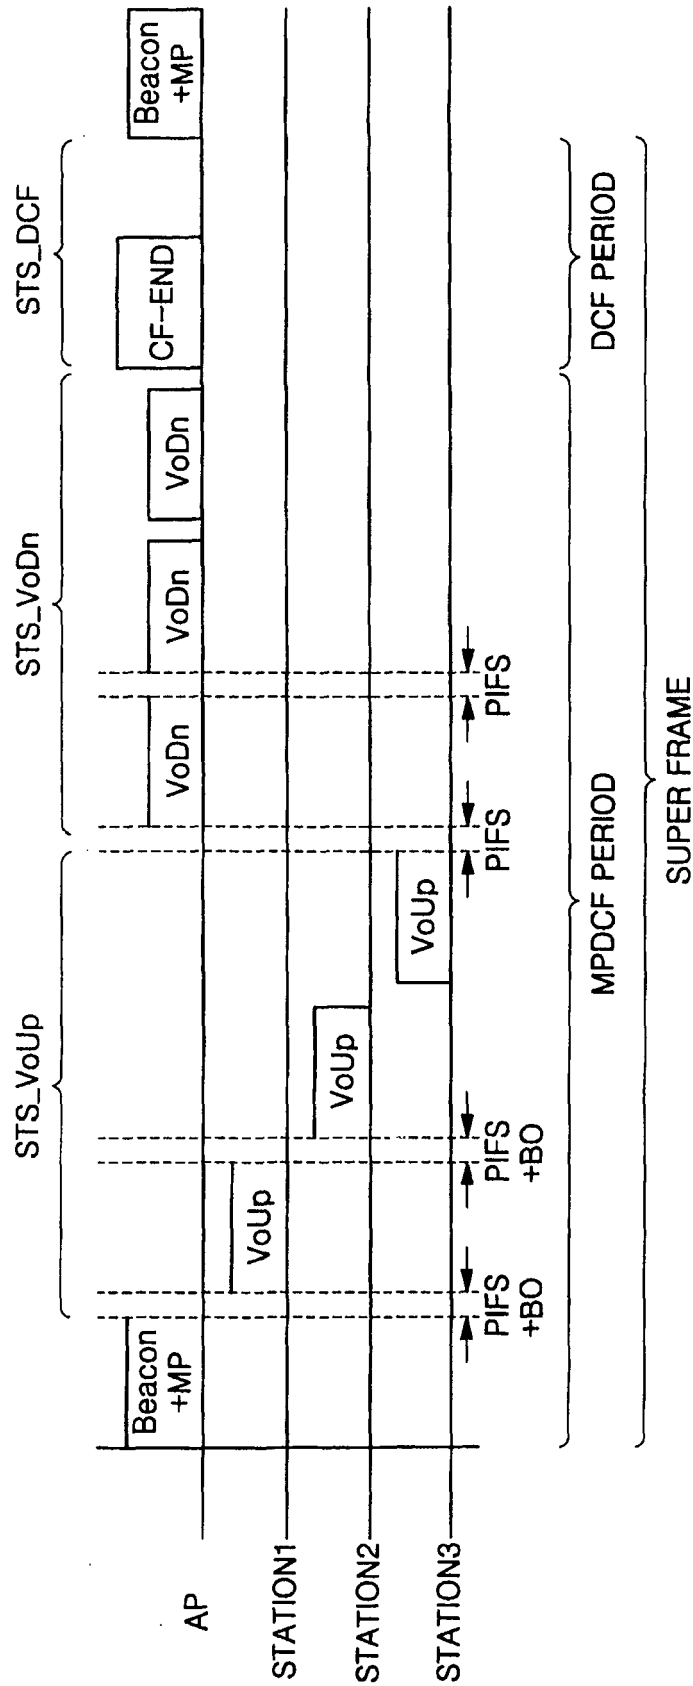 STS_VoUp
STS_VoDn
STS_DCF
AP
Beacon
+MP
VoDn
VoDn
VoDn
CF-END
Beacon
+MP
STATION1
VoUp
STATION2
VoUp
STATION3
VoUp
PIFS
+BO
PIFS
+BO
PIFS
PIFS
MPDCF PERIOD
DCF PERIOD
SUPER FRAME